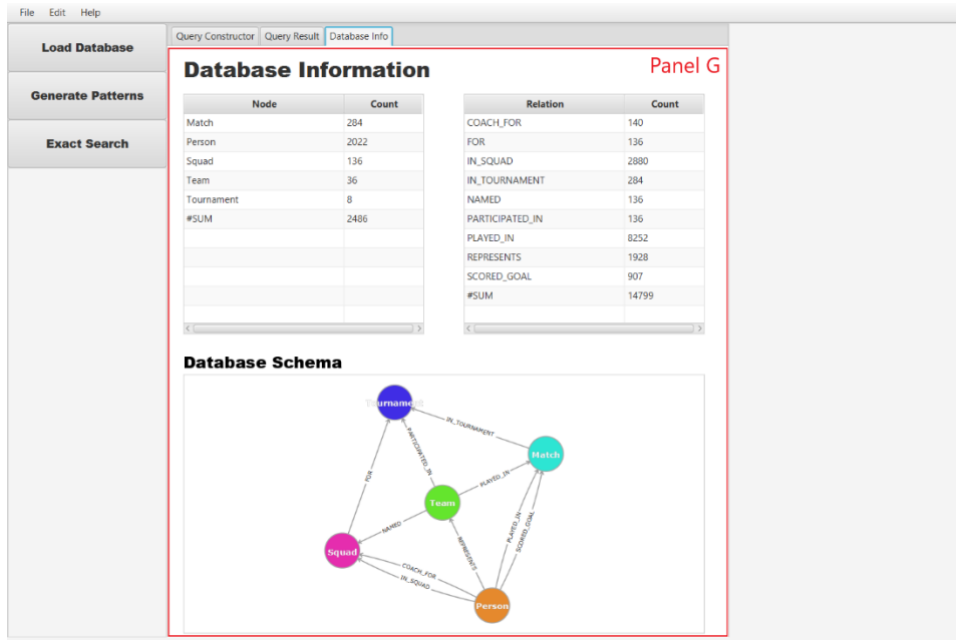 File Edit Help
Load Database
Generate Patterns
Exact Search
Query Constructor Query Result Database Info
Database Information
Panel G
Node Count
Match 284
Person 2022
Squad 136
Team 36
Tournament 8
#SUM 2486
Relation Count
COACH_FOR 140
FOR 136
IN_SQUAD 2880
IN_TOURNAMENT 284
NAMED 136
PARTICIPATED_IN 136
PLAYED_IN 8252
REPRESENTS 1928
SCORED_GOAL 907
#SUM 14799
Database Schema
Tournament
IN_TOURNAMENT
PARTICIPATED_IN
Match
FOR
PLAYED_IN
Team
NAMED
PLAYED_IN
SCORED_GOAL
REPRESENTS
Squad
COACH_FOR
IN_SQUAD
Person